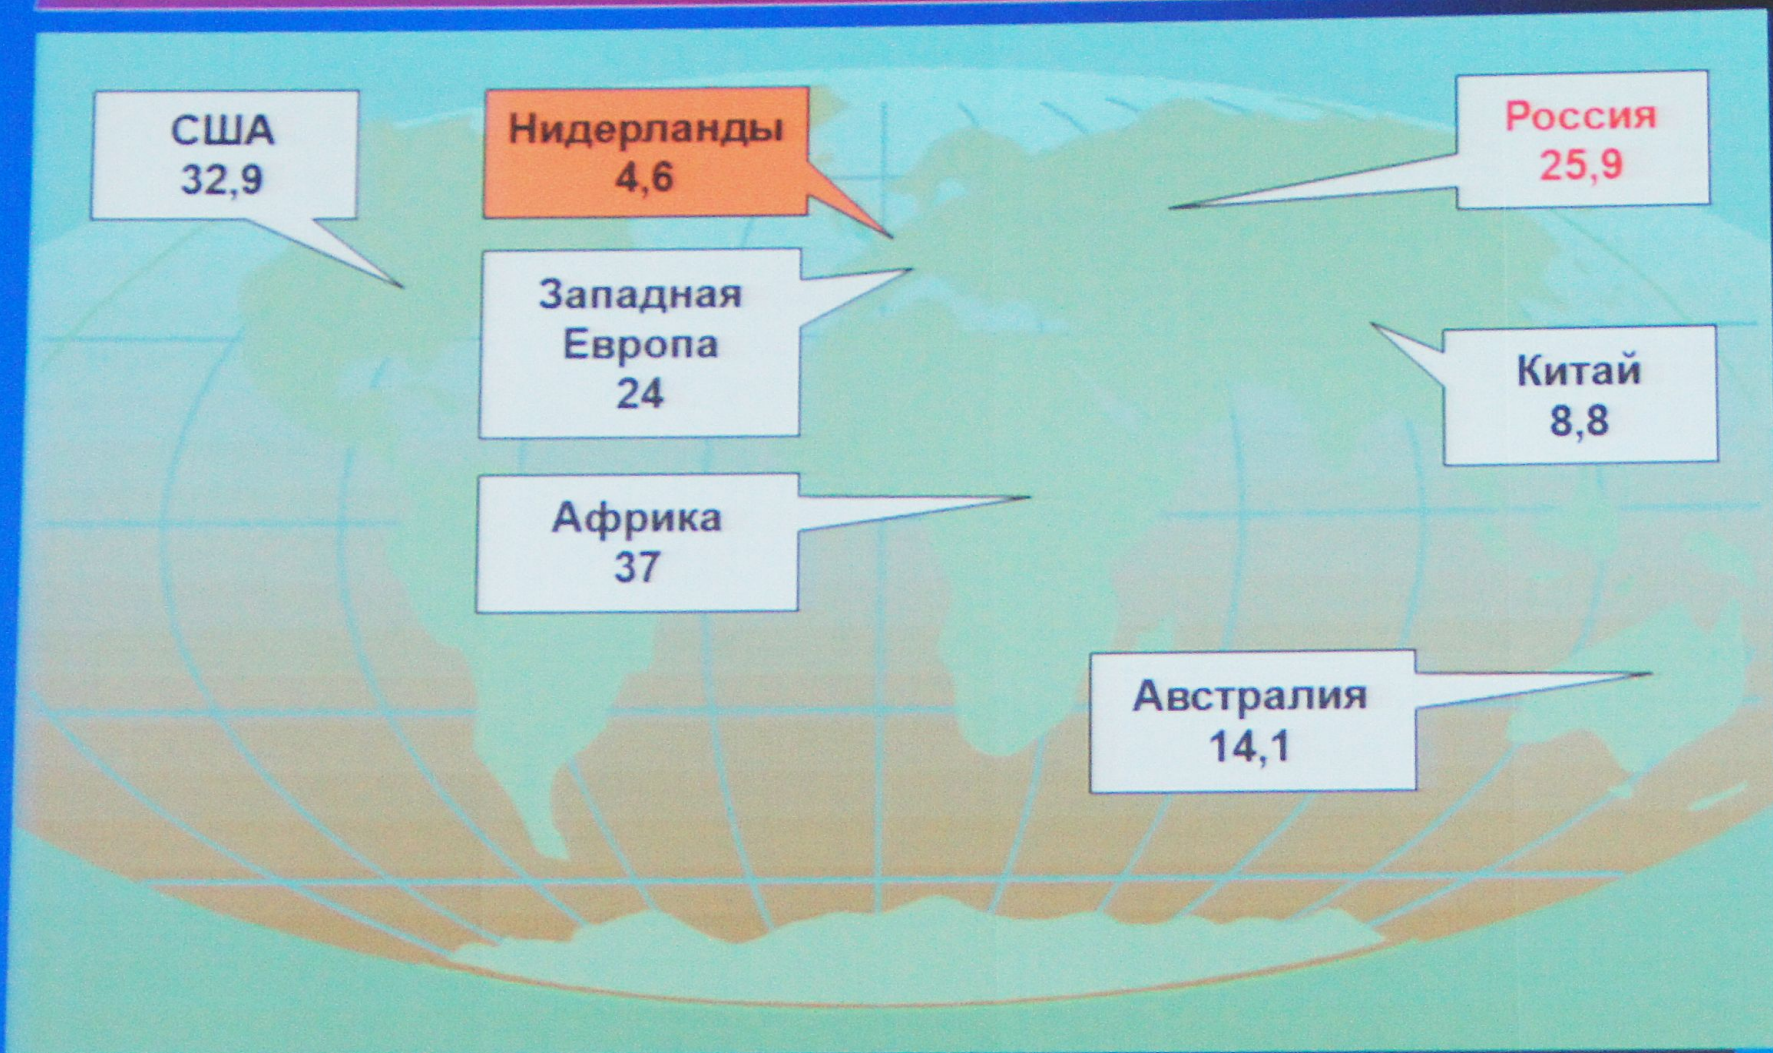 США
32,9
Нидерланды
4,6
Россия
25,9
Западная
Европа
24
Китай
8,8
Африка
37
Австралия
14,1